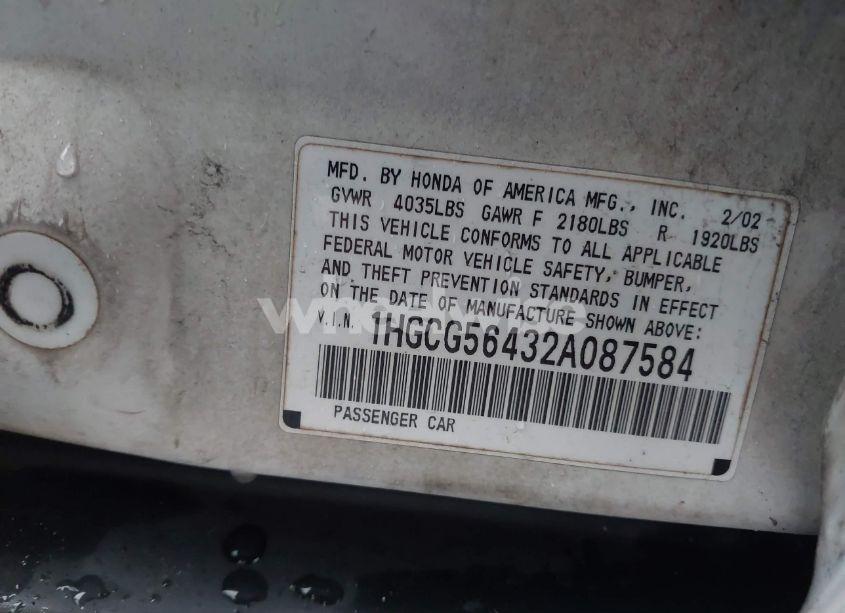 MFD. BY HONDA OF AMERICA MFG., INC. 2/02
GVWR 4035LBS GAWR F 2180LBS R 1920LBS
THIS VEHICLE CONFORMS TO ALL APPLICABLE
FEDERAL MOTOR VEHICLE SAFETY, BUMPER,
AND THEFT PREVENTION STANDARDS IN EFFECT
ON THE DATE OF MANUFACTURE SHOWN ABOVE:
V.I.N. 1HGCG56432A087584
PASSENGER CAR
wheelwise